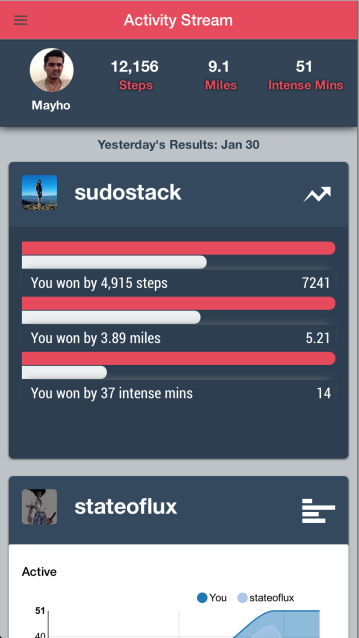 Activity Stream
12,156 9.1 51
Steps Miles Intense Mins
Mayho
Yesterday's Results: Jan 30
sudostack
You won by 4,915 steps 7241
You won by 3.89 miles 5.21
You won by 37 intense mins 14
stateoflux
Active
You stateoflux
51
40